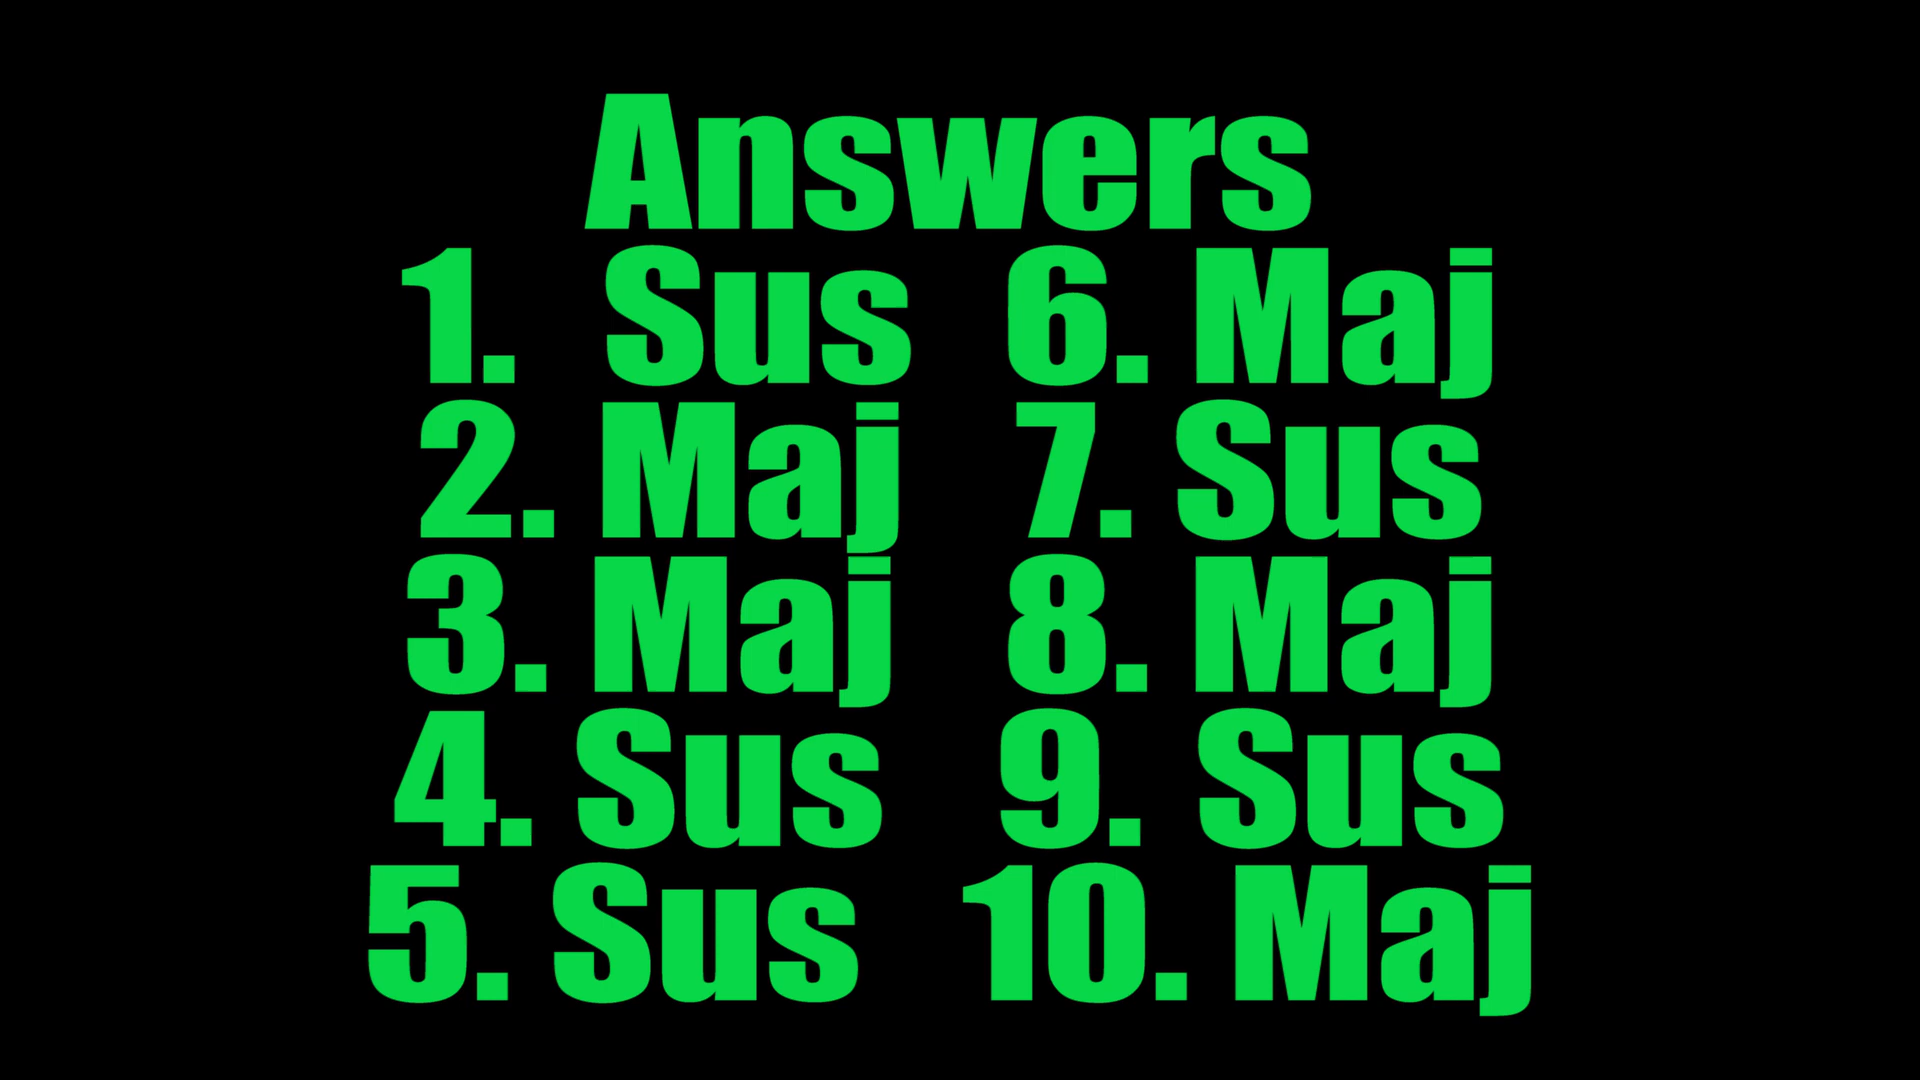 Answers
1. Sus 6. Maj
2. Maj 7. Sus
3. Maj 8. Maj
4. Sus 9. Sus
5. Sus 10. Maj